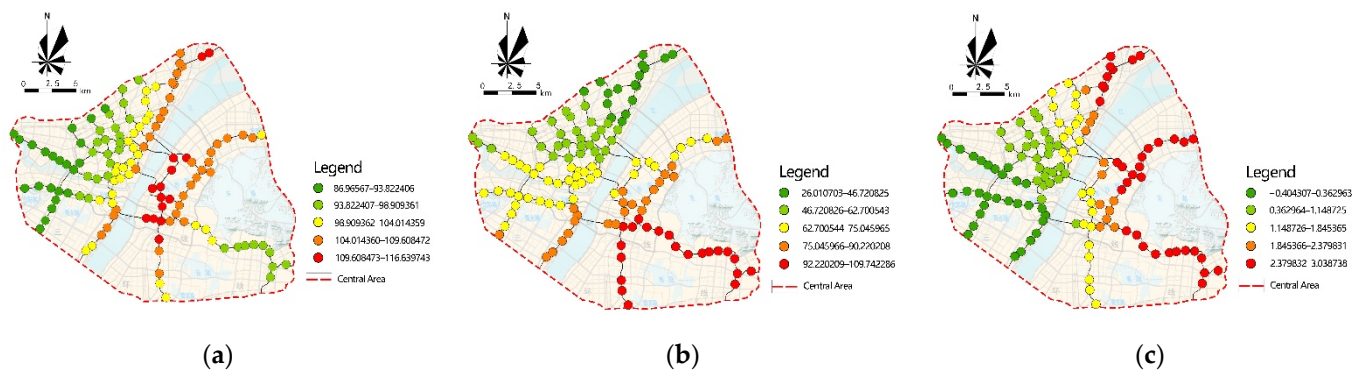 N
0 2.5 5
km
Legend
86.96567–93.822406
93.822407–98.909361
98.909362 104.014359
104.014360–109.608472
109.608473–116.639743
Central Area
(a)
N
0 2.5 5
km
Legend
26.010703–46.720825
46.720826–62.700543
62.700544 75.045965
75.045966–90.220208
92.220209–109.742286
Central Area
(b)
N
0 2.5 5
km
Legend
−0.404307–0.362963
0.362964–1.148725
1.148726–1.845365
1.845366–2.379831
2.379832 3.038738
Central Area
(c)